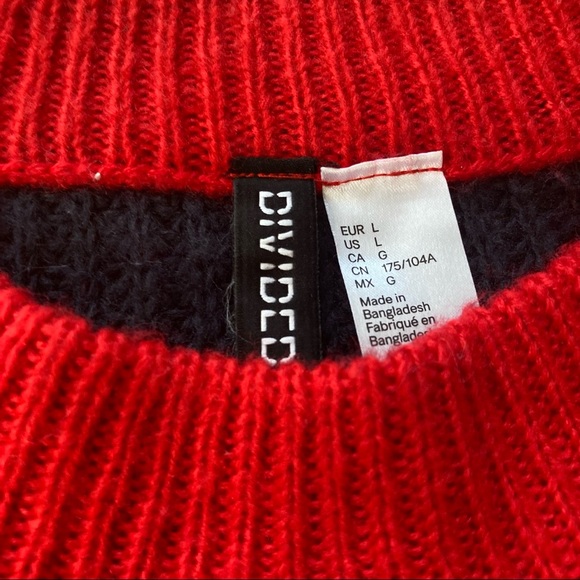 DIVIDED
EUR L
US L
CA G
CN 175/104A
MX G
Made in
Bangladesh
Fabriqué en